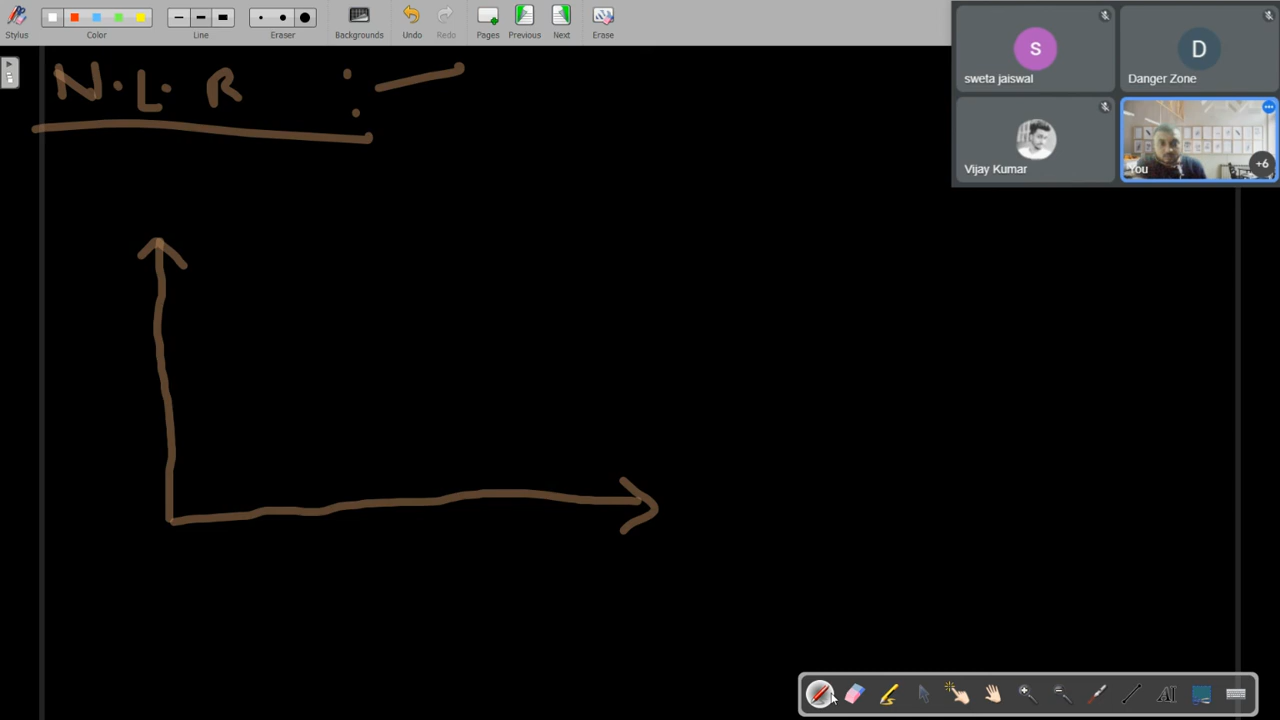 Stylus Color Line Eraser Backgrounds Undo Redo Pages Previous Next Erase
N.L. R :-
S
sweta jaiswal
D
Danger Zone
Vijay Kumar
You
+6
AI